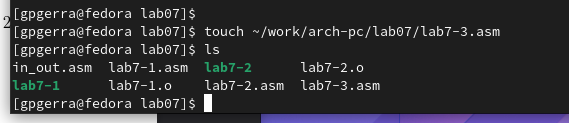 [gpgerra@fedora lab07]$
2
[gpgerra@fedora lab07]$ touch ~/work/arch-pc/lab07/lab7-3.asm
[gpgerra@fedora lab07]$ ls
in_out.asm  lab7-1.asm  lab7-2      lab7-2.o
lab7-1      lab7-1.o    lab7-2.asm  lab7-3.asm
[gpgerra@fedora lab07]$